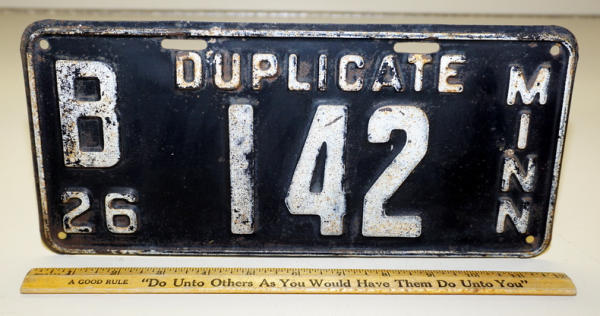 DUPLICATE
B 142 MINN
26
A GOOD RULE "Do Unto Others As You Would Have Them Do Unto You"